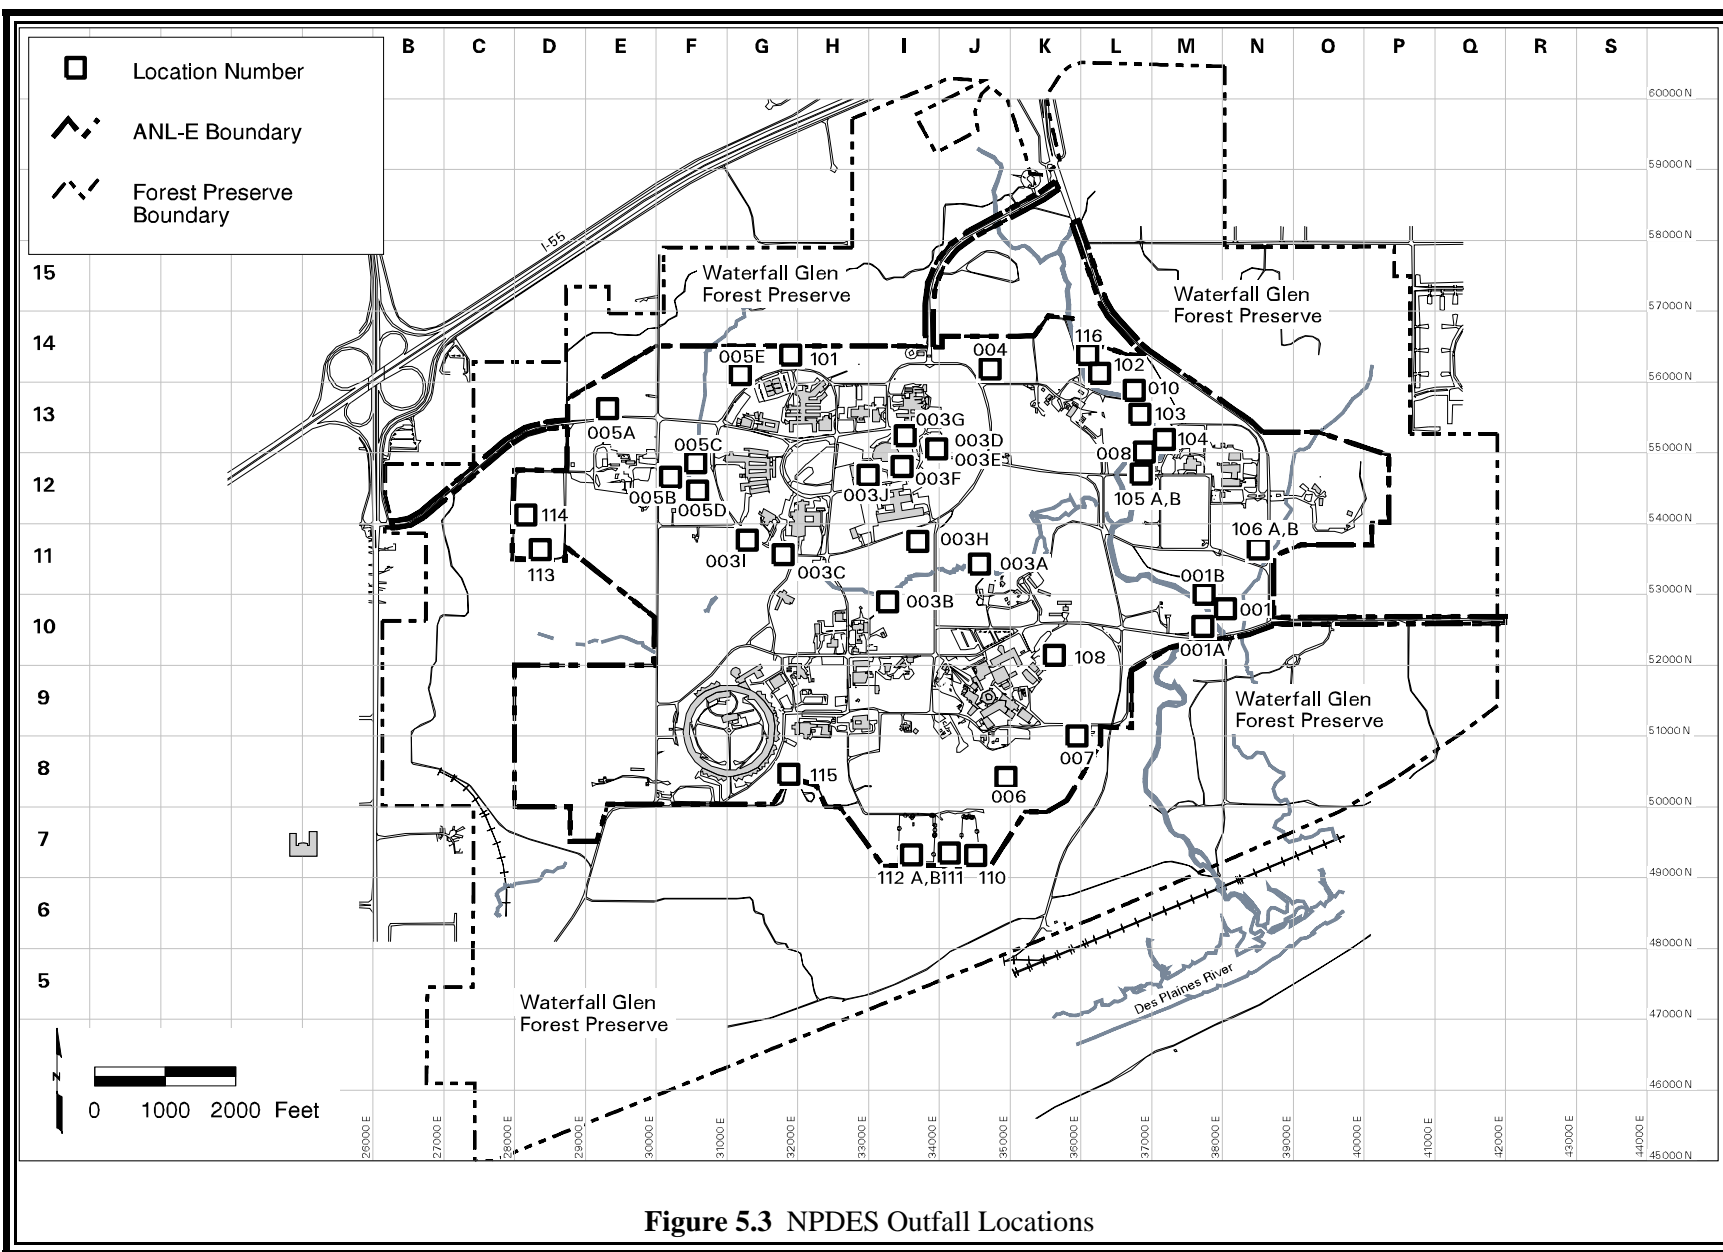 B C D E F G H I J K L M N O P Q R S
Location Number
ANL-E Boundary
Forest Preserve
Boundary
60000 N
59000 N
58000 N
57000 N
56000 N
55000 N
54000 N
53000 N
52000 N
51000 N
50000 N
49000 N
48000 N
47000 N
46000 N
45000 N
15
14
13
12
11
10
9
8
7
6
5
I-55
Waterfall Glen
Forest Preserve
Waterfall Glen
Forest Preserve
116
004
005E
101
102
010
103
005A
003G
104
005C
003D
003E
008
003F
005B
003J
105 A,B
005D
114
106 A,B
003H
003I
003A
113
003C
001B
003B
001
001A
108
Waterfall Glen
Forest Preserve
007
115
006
112 A,B
111
110
Des Plaines River
Waterfall Glen
Forest Preserve
N
0 1000 2000 Feet
26000 E
27000 E
28000 E
29000 E
30000 E
31000 E
32000 E
33000 E
34000 E
35000 E
36000 E
37000 E
38000 E
39000 E
40000 E
41000 E
42000 E
43000 E
44000 E
Figure 5.3 NPDES Outfall Locations